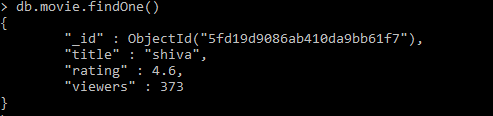 > db.movie.findOne()
{
"_id" : ObjectId("5fd19d9086ab410da9bb61f7"),
"title" : "shiva",
"rating" : 4.6,
"viewers" : 373
}